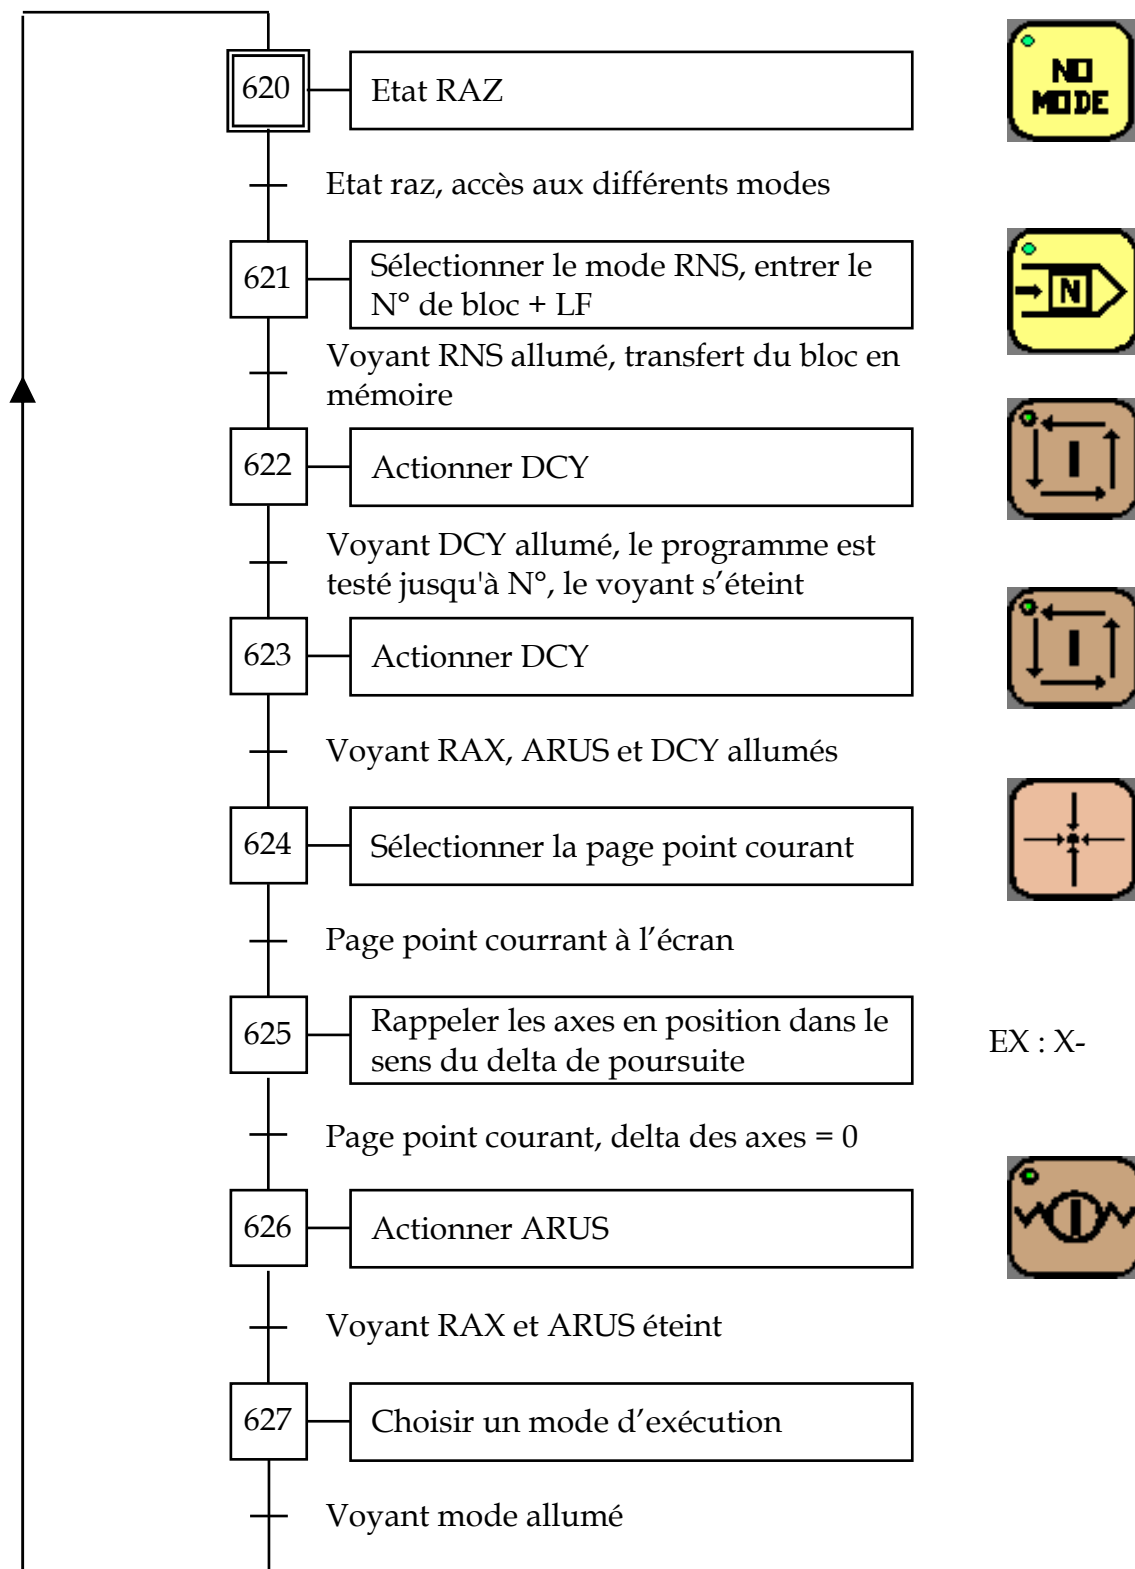 620
Etat RAZ
NO
MODE
Etat raz, accès aux différents modes
621
Sélectionner le mode RNS, entrer le
N° de bloc + LF
N
Voyant RNS allumé, transfert du bloc en
mémoire
622
Actionner DCY
Voyant DCY allumé, le programme est
testé jusqu'à N°, le voyant s’éteint
623
Actionner DCY
Voyant RAX, ARUS et DCY allumés
624
Sélectionner la page point courant
Page point courrant à l’écran
625
Rappeler les axes en position dans le
sens du delta de poursuite
EX : X-
Page point courant, delta des axes = 0
626
Actionner ARUS
Voyant RAX et ARUS éteint
627
Choisir un mode d’exécution
Voyant mode allumé